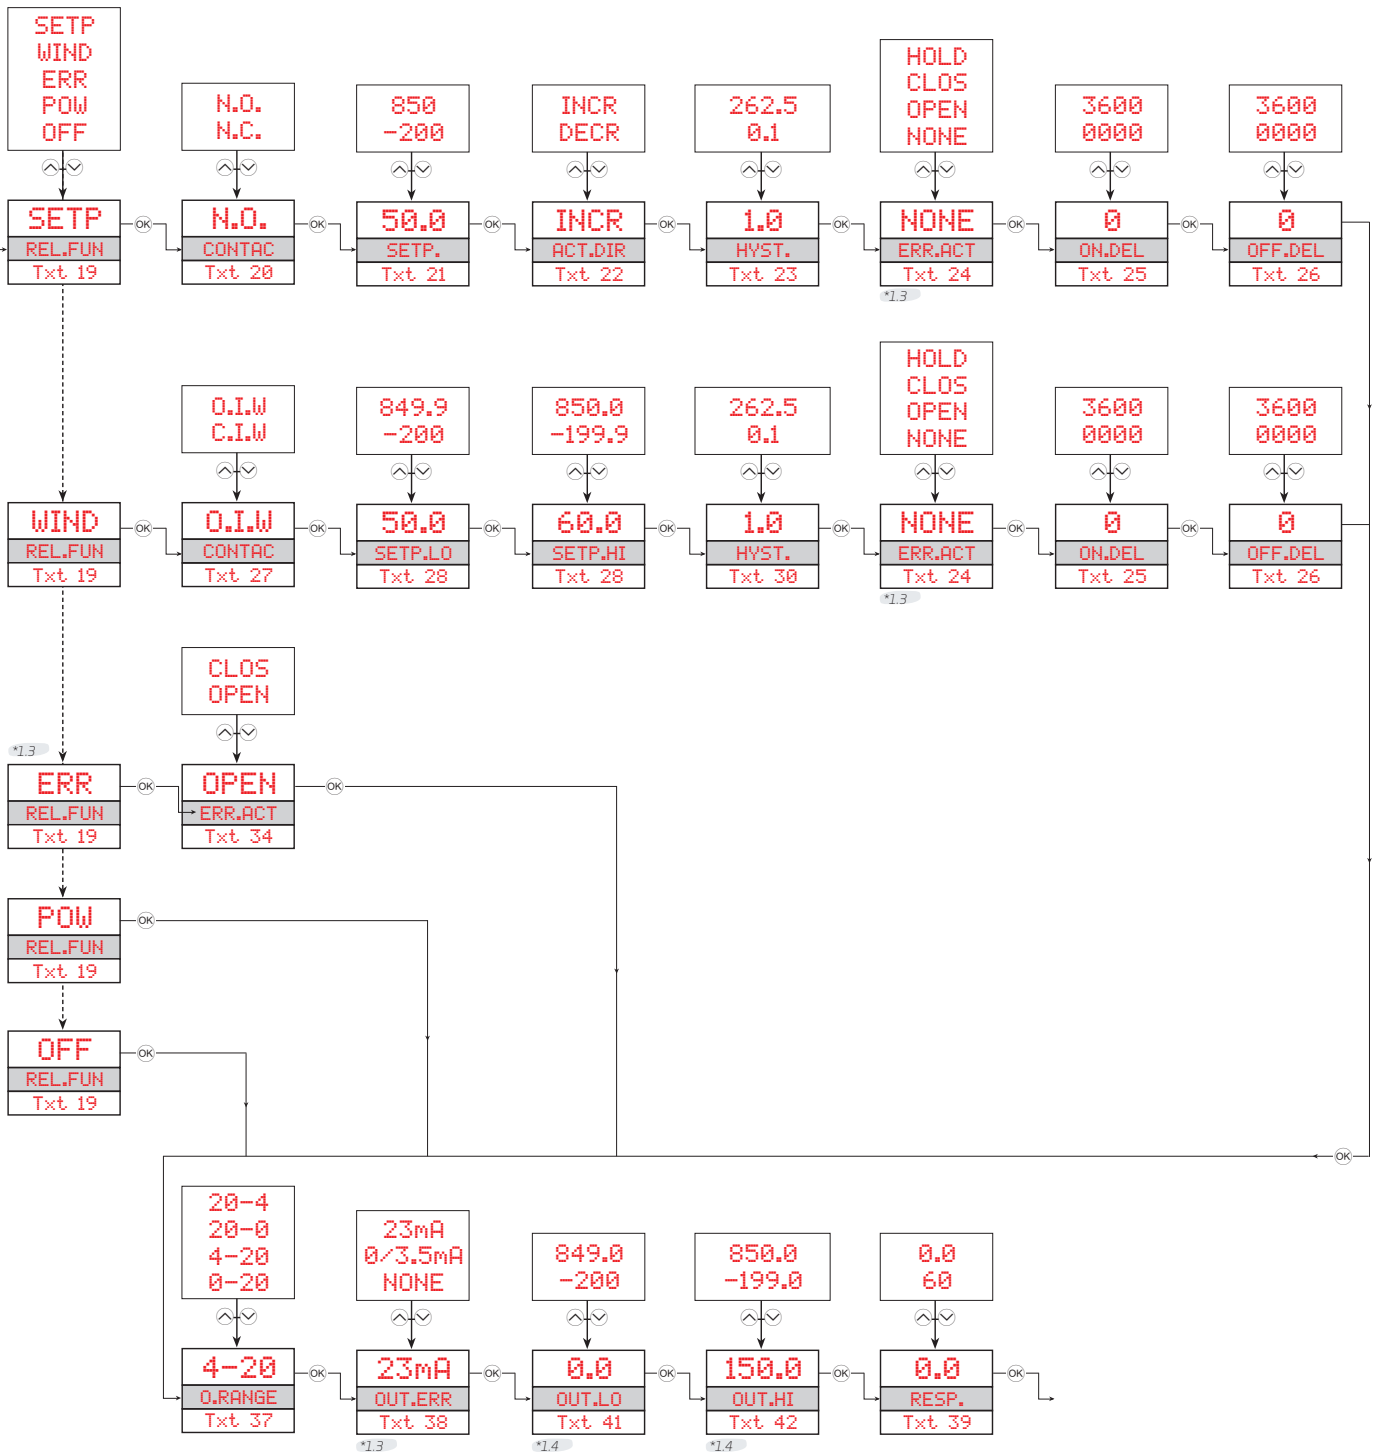 SETP
WIND
ERR
POW
OFF
N.O.
N.C.
850
-200
INCR
DECR
262.5
0.1
HOLD
CLOS
OPEN
NONE
3600
0000
3600
0000
SETP
REL.FUN
Txt 19
OK
N.O.
CONTAC
Txt 20
OK
50.0
SETP.
Txt 21
OK
INCR
ACT.DIR
Txt 22
OK
1.0
HYST.
Txt 23
OK
NONE
ERR.ACT
Txt 24
*1.3
OK
0
ON.DEL
Txt 25
OK
0
OFF.DEL
Txt 26
O.I.W
C.I.W
849.9
-200
850.0
-199.9
262.5
0.1
HOLD
CLOS
OPEN
NONE
3600
0000
3600
0000
WIND
REL.FUN
Txt 19
OK
O.I.W
CONTAC
Txt 27
OK
50.0
SETP.LO
Txt 28
OK
60.0
SETP.HI
Txt 28
OK
1.0
HYST.
Txt 30
OK
NONE
ERR.ACT
Txt 24
*1.3
OK
0
ON.DEL
Txt 25
OK
0
OFF.DEL
Txt 26
CLOS
OPEN
*1.3
ERR
REL.FUN
Txt 19
OK
OPEN
ERR.ACT
Txt 34
OK
POW
REL.FUN
Txt 19
OK
OFF
REL.FUN
Txt 19
OK
OK
20-4
20-0
4-20
0-20
23mA
0/3.5mA
NONE
849.0
-200
850.0
-199.0
0.0
60
4-20
O.RANGE
Txt 37
OK
23mA
OUT.ERR
Txt 38
*1.3
OK
0.0
OUT.LO
Txt 41
*1.4
OK
150.0
OUT.HI
Txt 42
*1.4
OK
0.0
RESP.
Txt 39
OK